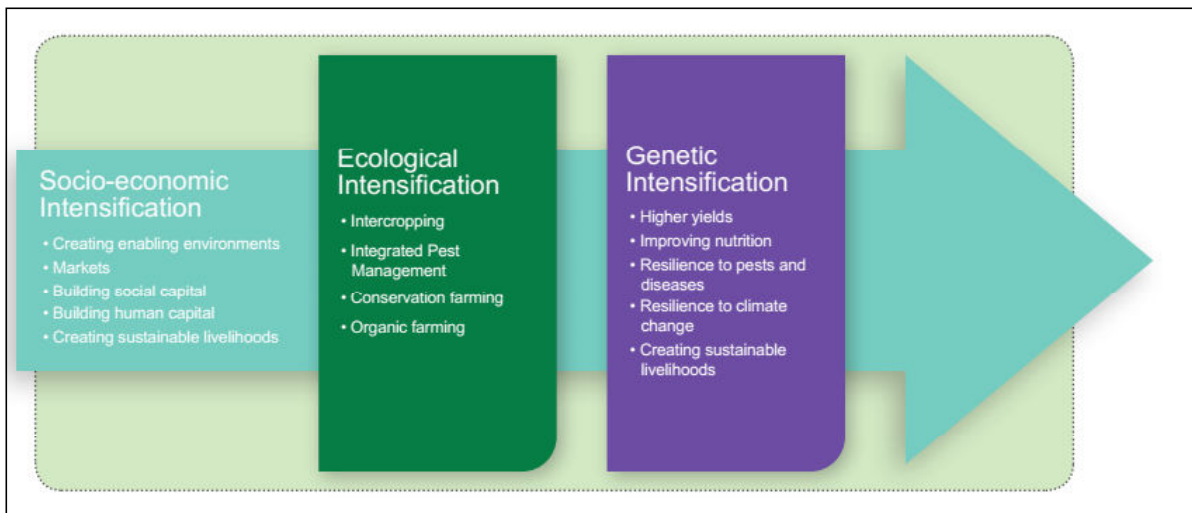 Socio-economic
Intensification
• Creating enabling environments
• Markets
• Building social capital
• Building human capital
• Creating sustainable livelihoods
Ecological
Intensification
• Intercropping
• Integrated Pest
Management
• Conservation farming
• Organic farming
Genetic
Intensification
• Higher yields
• Improving nutrition
• Resilience to pests and
diseases
• Resilience to climate
change
• Creating sustainable
livelihoods